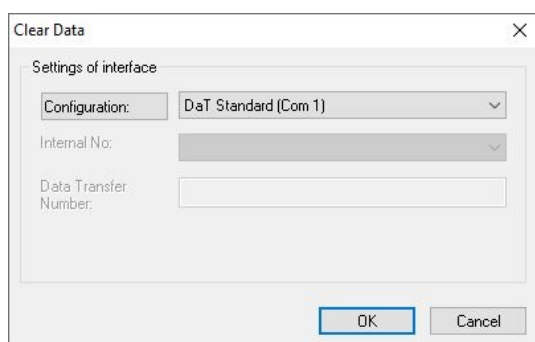 Clear Data
Settings of interface
Configuration:
DaT Standard (Com 1)
Internal No:
Data Transfer
Number:
OK
Cancel